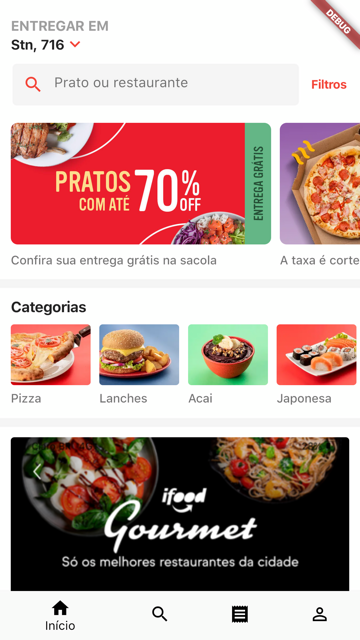 ENTREGAR EM
Stn, 716
DEBUG
Prato ou restaurante
Filtros
PRATOS
COM ATÉ
70%
OFF
ENTREGA GRÁTIS
Confira sua entrega grátis na sacola
A taxa é corte
Categorias
Pizza
Lanches
Acai
Japonesa
ifood
Gourmet
Só os melhores restaurantes da cidade
Início